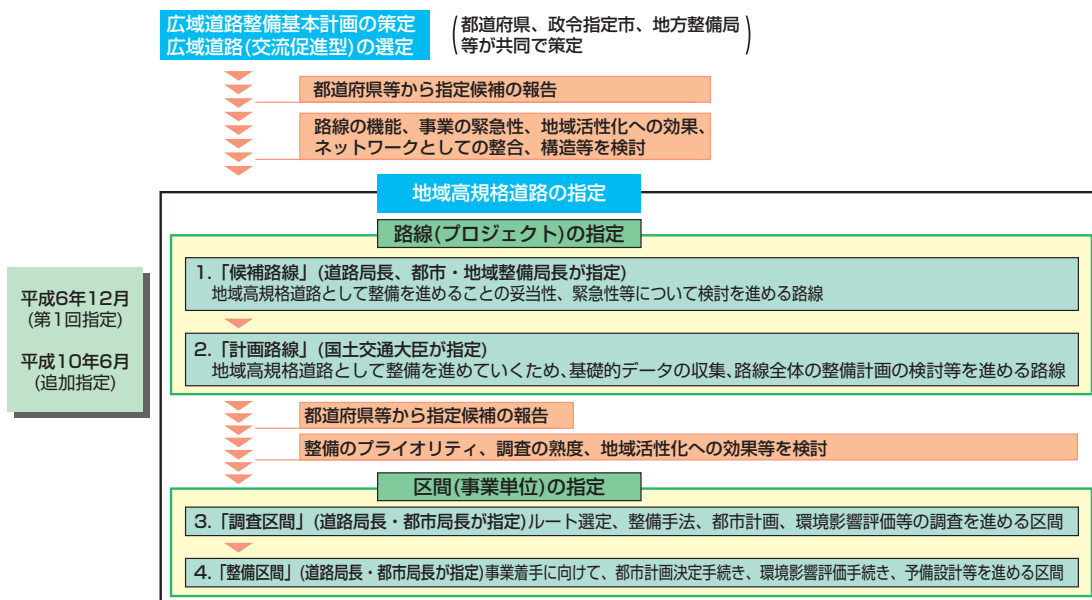 広域道路整備基本計画の策定
広域道路(交流促進型)の選定
(都道府県、政令指定市、地方整備局
等が共同で策定)
都道府県等から指定候補の報告
路線の機能、事業の緊急性、地域活性化への効果、
ネットワークとしての整合、構造等を検討
地域高規格道路の指定
路線(プロジェクト)の指定
1.「候補路線」(道路局長、都市・地域整備局長が指定)
地域高規格道路として整備を進めることの妥当性、緊急性等について検討を進める路線
平成6年12月
(第1回指定)
平成10年6月
(追加指定)
2.「計画路線」(国土交通大臣が指定)
地域高規格道路として整備を進めていくため、基礎的データの収集、路線全体の整備計画の検討等を進める路線
都道府県等から指定候補の報告
整備のプライオリティ、調査の熟度、地域活性化への効果等を検討
区間(事業単位)の指定
3.「調査区間」(道路局長・都市局長が指定)ルート選定、整備手法、都市計画、環境影響評価等の調査を進める区間
4.「整備区間」(道路局長・都市局長が指定)事業着手に向けて、都市計画決定手続き、環境影響評価手続き、予備設計等を進める区間